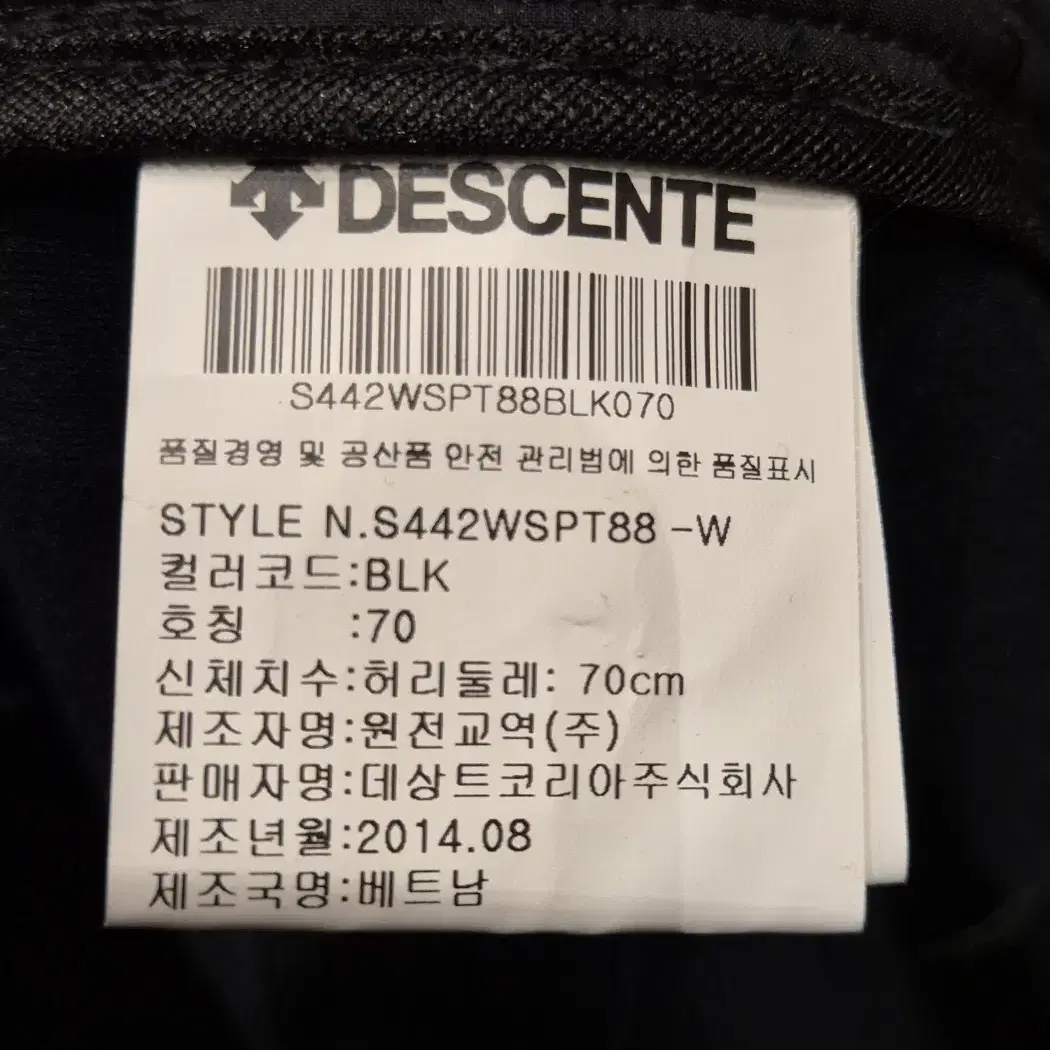 DESCENTE
S442WSPT88BLK070
품질경영 및 공산품 안전 관리법에 의한 품질표시
STYLE N.S442WSPT88 -W
컬러코드:BLK
호칭 :70
신체치수:허리둘레: 70cm
제조자명:원전교역(주)
판매자명:데상트코리아주식회사
제조년월:2014.08
제조국명:베트남